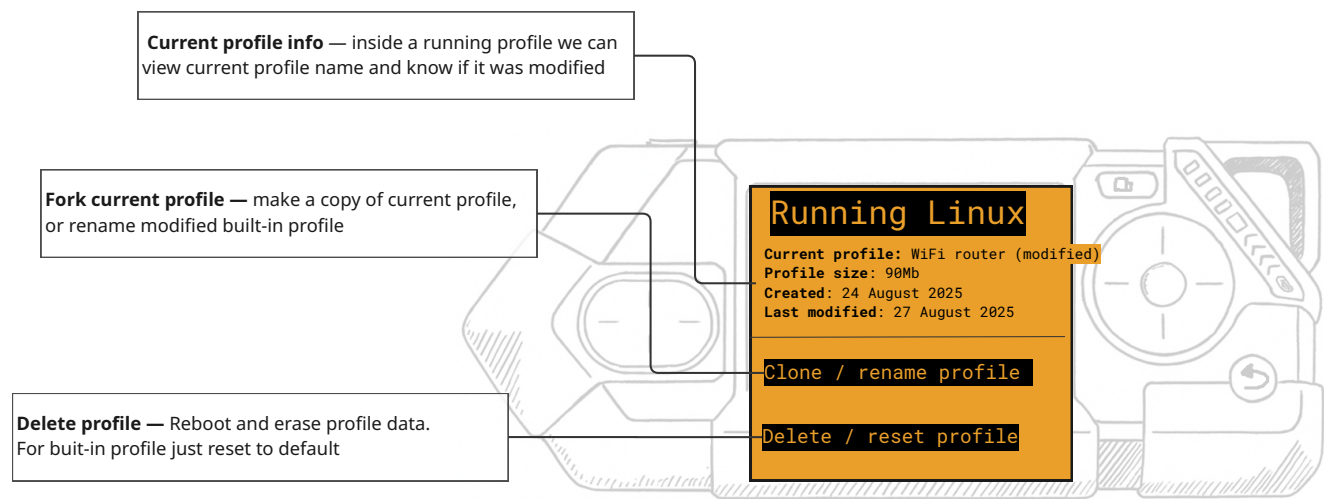 Current profile info — inside a running profile we can
view current profile name and know if it was modified
Fork current profile — make a copy of current profile,
or rename modified built-in profile
Delete profile — Reboot and erase profile data.
For buit-in profile just reset to default
Running Linux
Current profile: WiFi router (modified)
Profile size: 90Mb
Created: 24 August 2025
Last modified: 27 August 2025
Clone / rename profile
Delete / reset profile